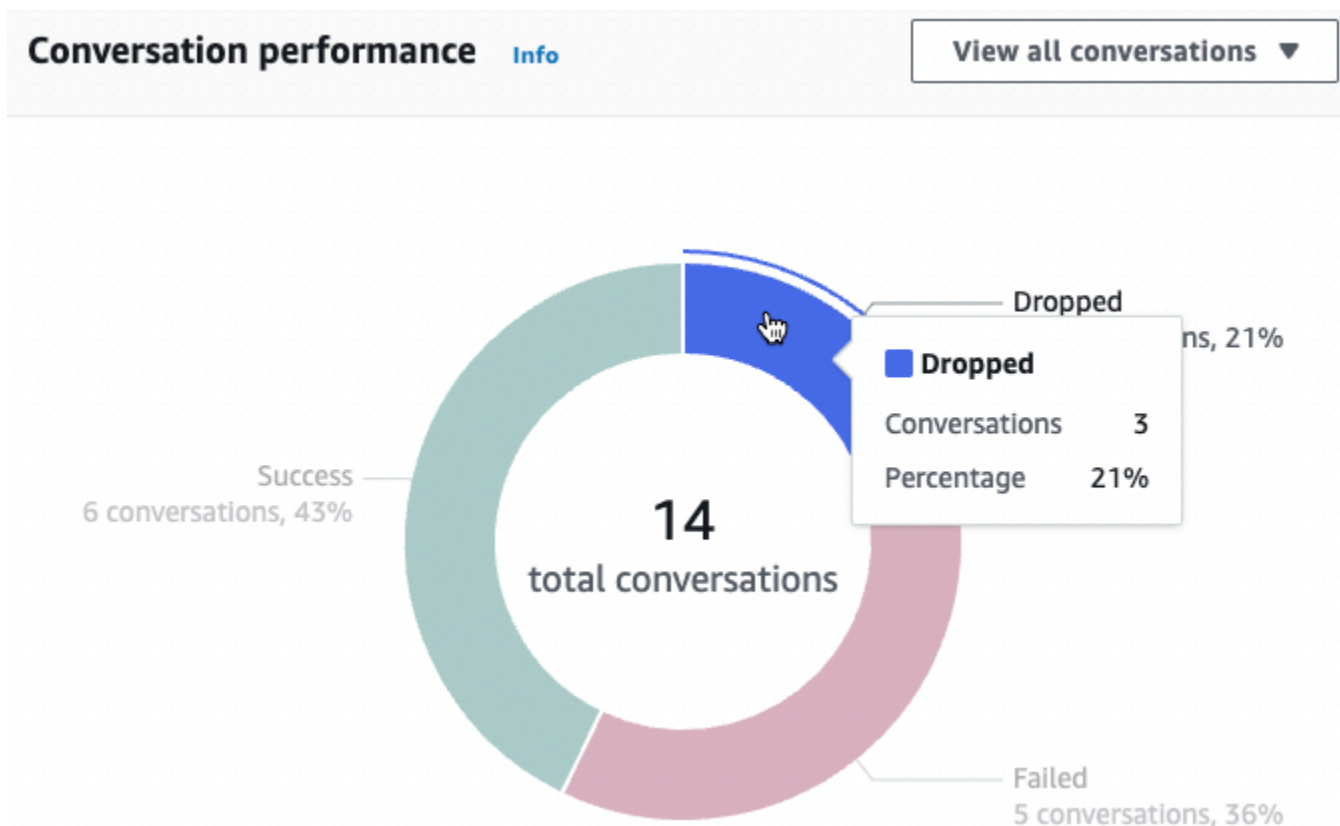 Conversation performance Info
View all conversations
Dropped
ns, 21%
Dropped
Conversations 3
Percentage 21%
Success
6 conversations, 43%
14
total conversations
Failed
5 conversations, 36%